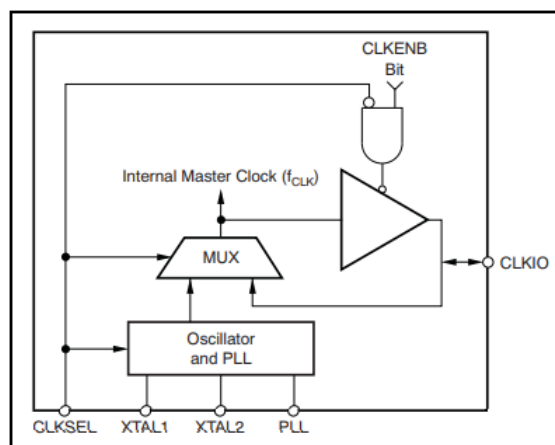 CLKENB
Bit
Internal Master Clock (fCLK)
MUX
CLKIO
Oscillator
and PLL
CLKSEL XTAL1 XTAL2 PLL